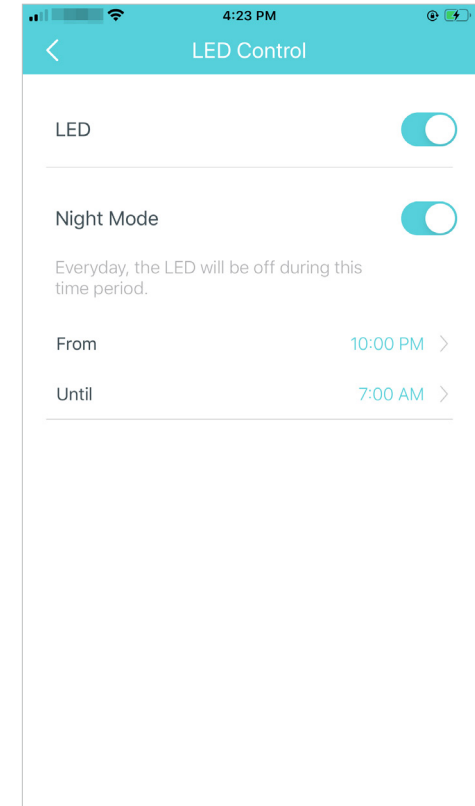 4:23 PM
LED Control
LED
Night Mode
Everyday, the LED will be off during this
time period.
From 10:00 PM
Until 7:00 AM